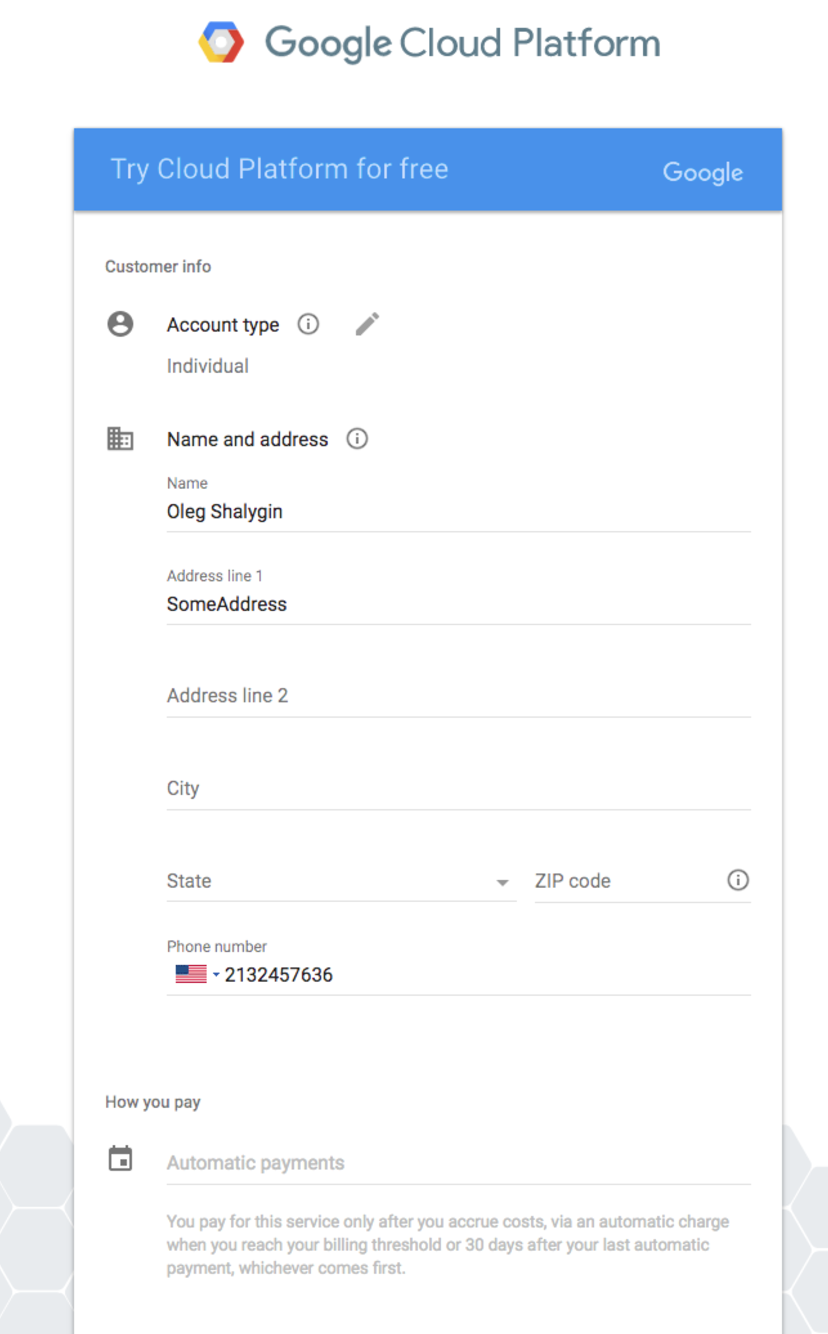 Google Cloud Platform
Try Cloud Platform for free
Google
Customer info
Account type
Individual
Name and address
Name
Oleg Shalygin
Address line 1
SomeAddress
Address line 2
City
State
ZIP code
Phone number
2132457636
How you pay
Automatic payments
You pay for this service only after you accrue costs, via an automatic charge
when you reach your billing threshold or 30 days after your last automatic
payment, whichever comes first.